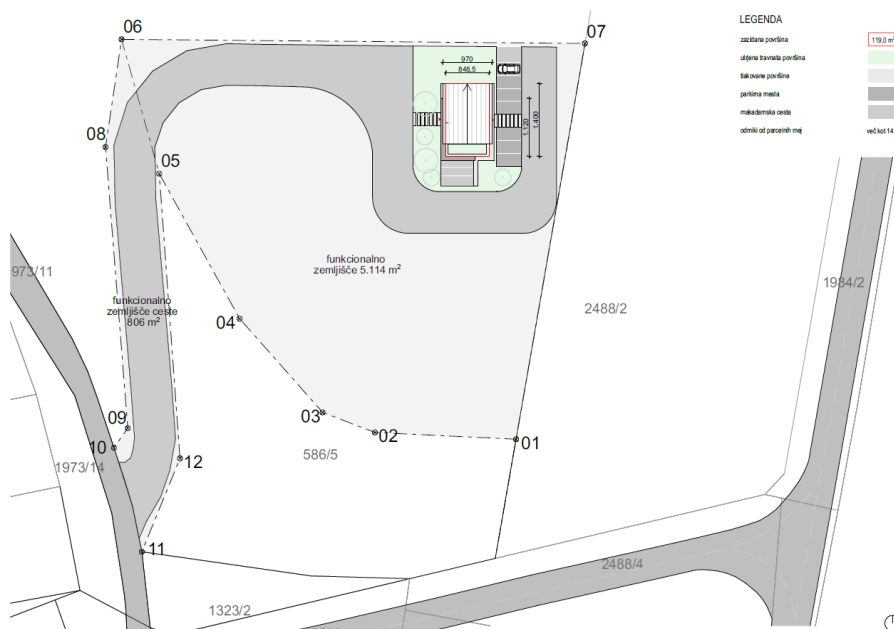 06
07
LEGENDA
zazidana površina
119,0 m²
utrjena travnata površina
tlakovane površine
parkirna mesta
makadamska cesta
odmiki od parcelnih mej
več kot 14
970
848,5
1.120
1.400
08
05
funkcionalno
zemljišče 5.114 m²
973/11
1984/2
funkcionalno
zemljišče ceste
806 m²
2488/2
04
03
09
02
01
10
586/5
12
1973/14
11
2488/4
1323/2